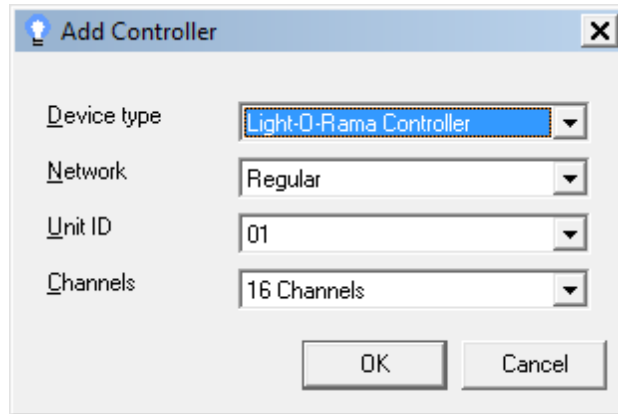 Add Controller
Device type Light-O-Rama Controller
Network Regular
Unit ID 01
Channels 16 Channels
OK Cancel